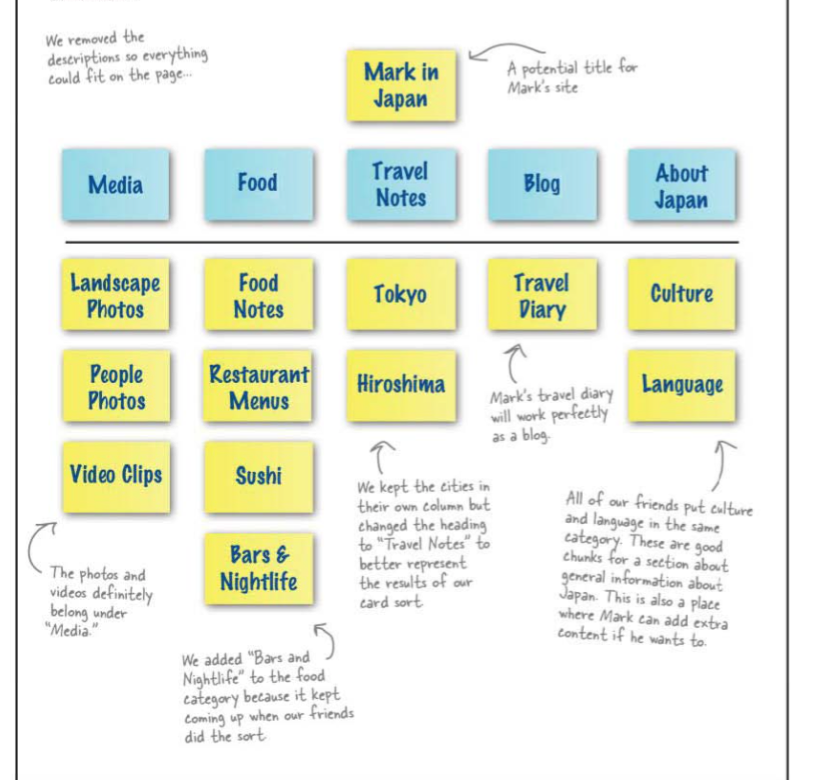 We removed the
descriptions so everything
could fit on the page...
Mark in
Japan
A potential title for
Mark's site
Media
Food
Travel
Notes
Blog
About
Japan
Landscape
Photos
Food
Notes
Tokyo
Travel
Diary
Culture
People
Photos
Restaurant
Menus
Hiroshima
Language
Mark's travel diary
will work perfectly
as a blog.
Video Clips
Sushi
We kept the cities in
their own column but
changed the heading
to "Travel Notes" to
better represent
the results of our
card sort
All of our friends put culture
and language in the same
category. These are good
chunks for a section about
general information about
Japan. This is also a place
where Mark can add extra
content if he wants to.
Bars &
Nightlife
The photos and
videos definitely
belong under
"Media."
We added "Bars and
Nightlife" to the food
category because it kept
coming up when our friends
did the sort